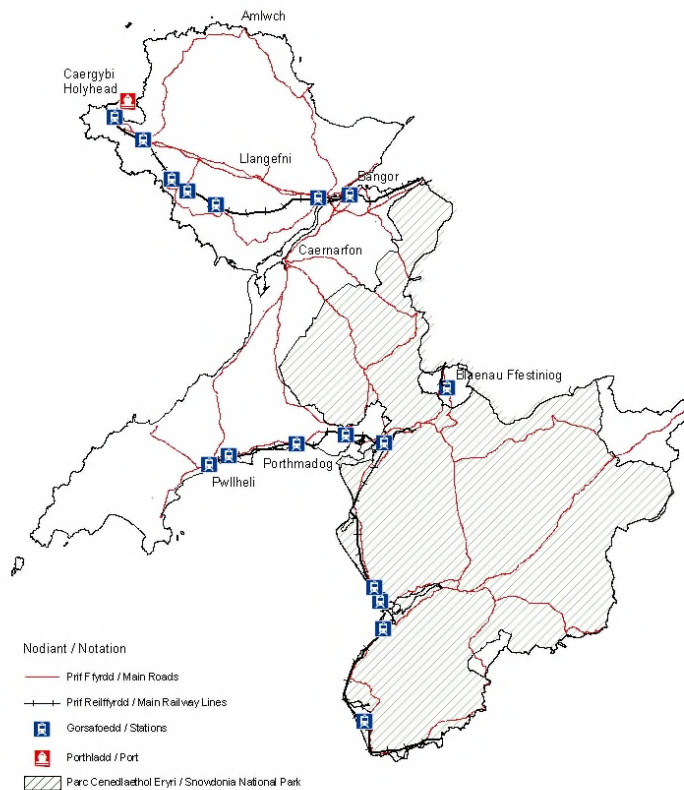 Amlwch
Caergybi
Holyhead
Llangefni
Bangor
Caernarfon
Blaenau Ffestiniog
Porthmadog
Pwllheli
Nodiant / Notation
Prif Ffyrdd / Main Roads
Prif Reilffyrdd / Main Railway Lines
Gorsafoedd / Stations
Porthladd / Port
Parc Cenedlaethol Eryri / Snowdonia National Park